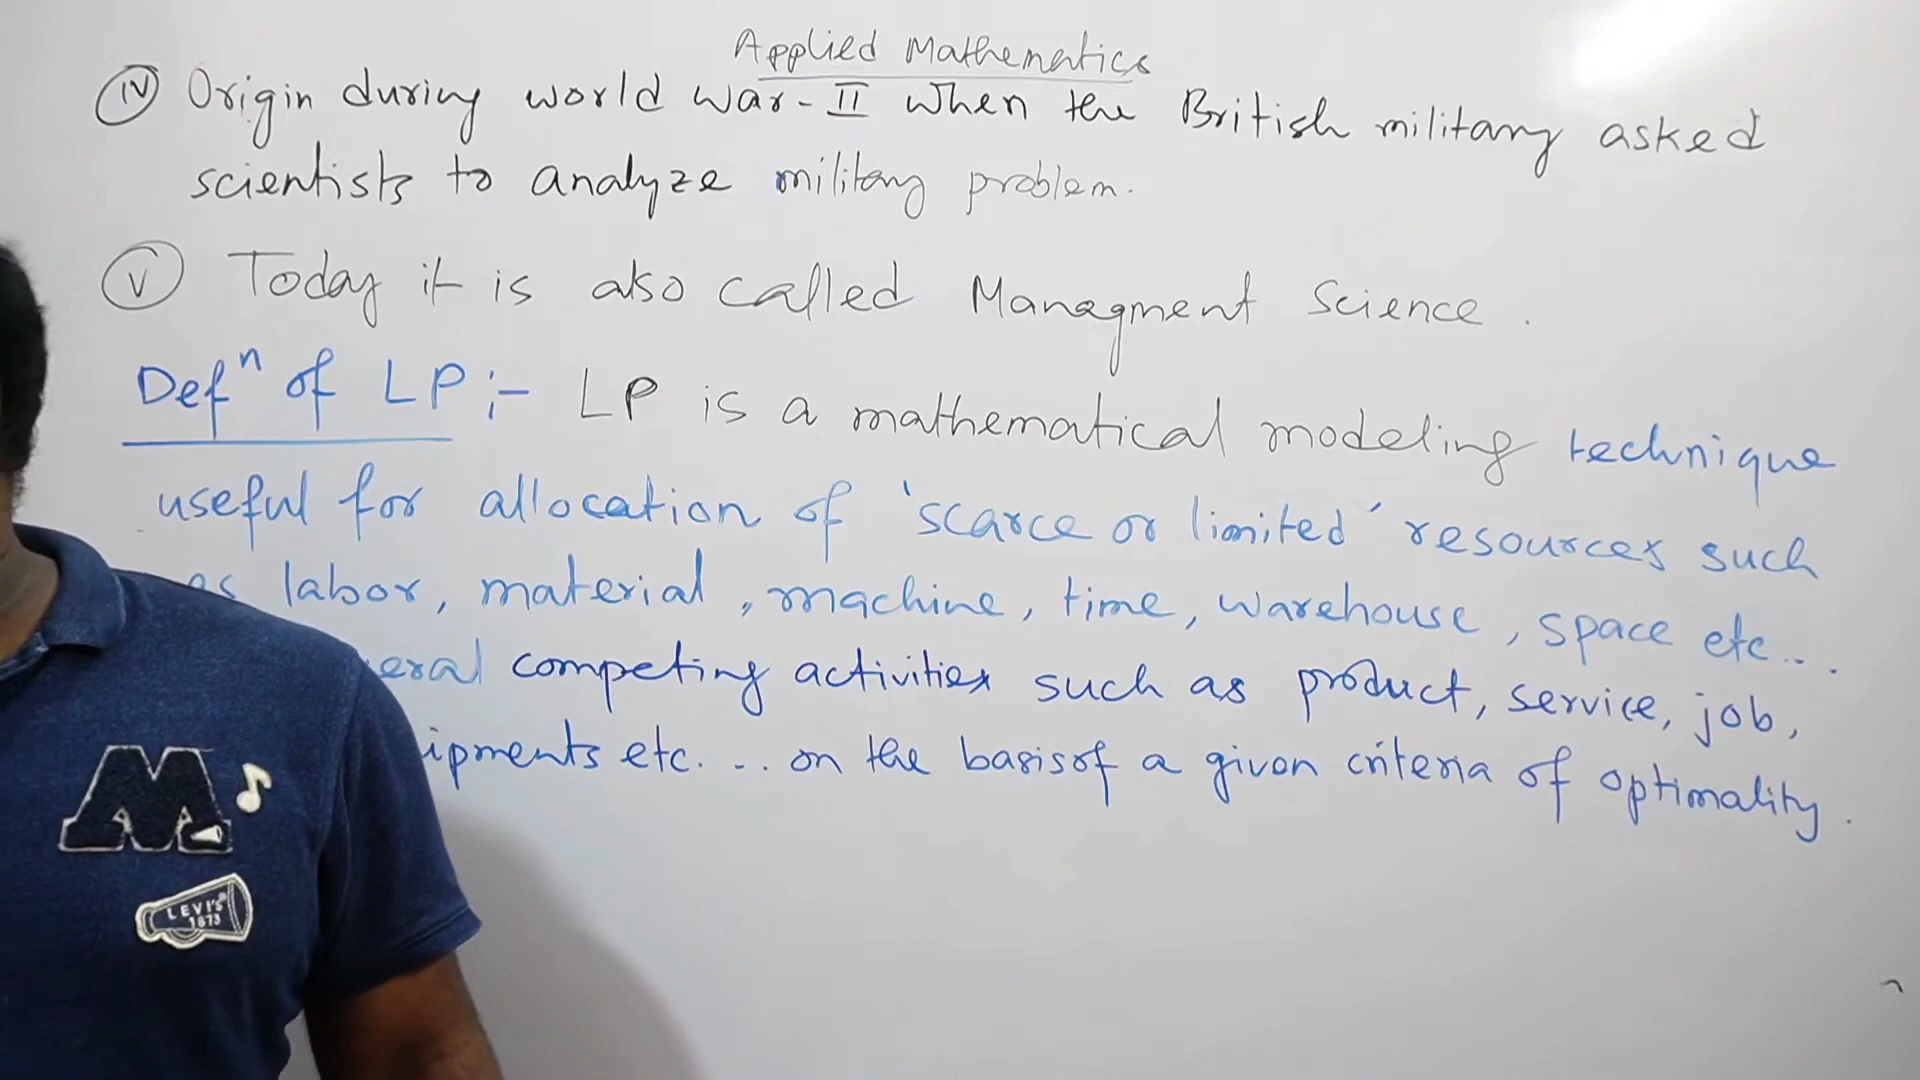 Applied Mathematics
IV Origin during world war-II when the British military asked
scientists to analyze military problem.
V Today it is also called Managment Science.
Defⁿ of LP :- LP is a mathematical modeling technique
useful for allocation of 'scarce or limited' resources such
as labor, material, machine, time, warehouse, space etc...
competing activities such as product, service, job,
etc... on the basis of a given criteria of optimality.
M
LEVI'S
1873